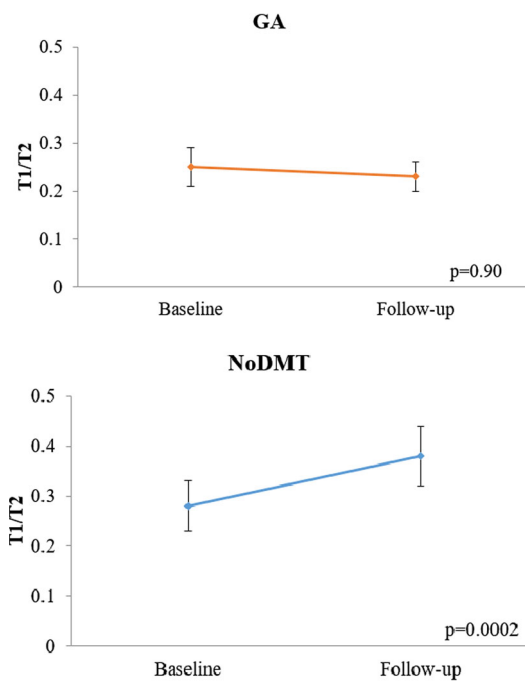 GA
0.5
0.4
0.3
0.2
0.1
0
T1/T2
p=0.90
Baseline Follow-up
NoDMT
0.5
0.4
0.3
0.2
0.1
0
T1/T2
p=0.0002
Baseline Follow-up